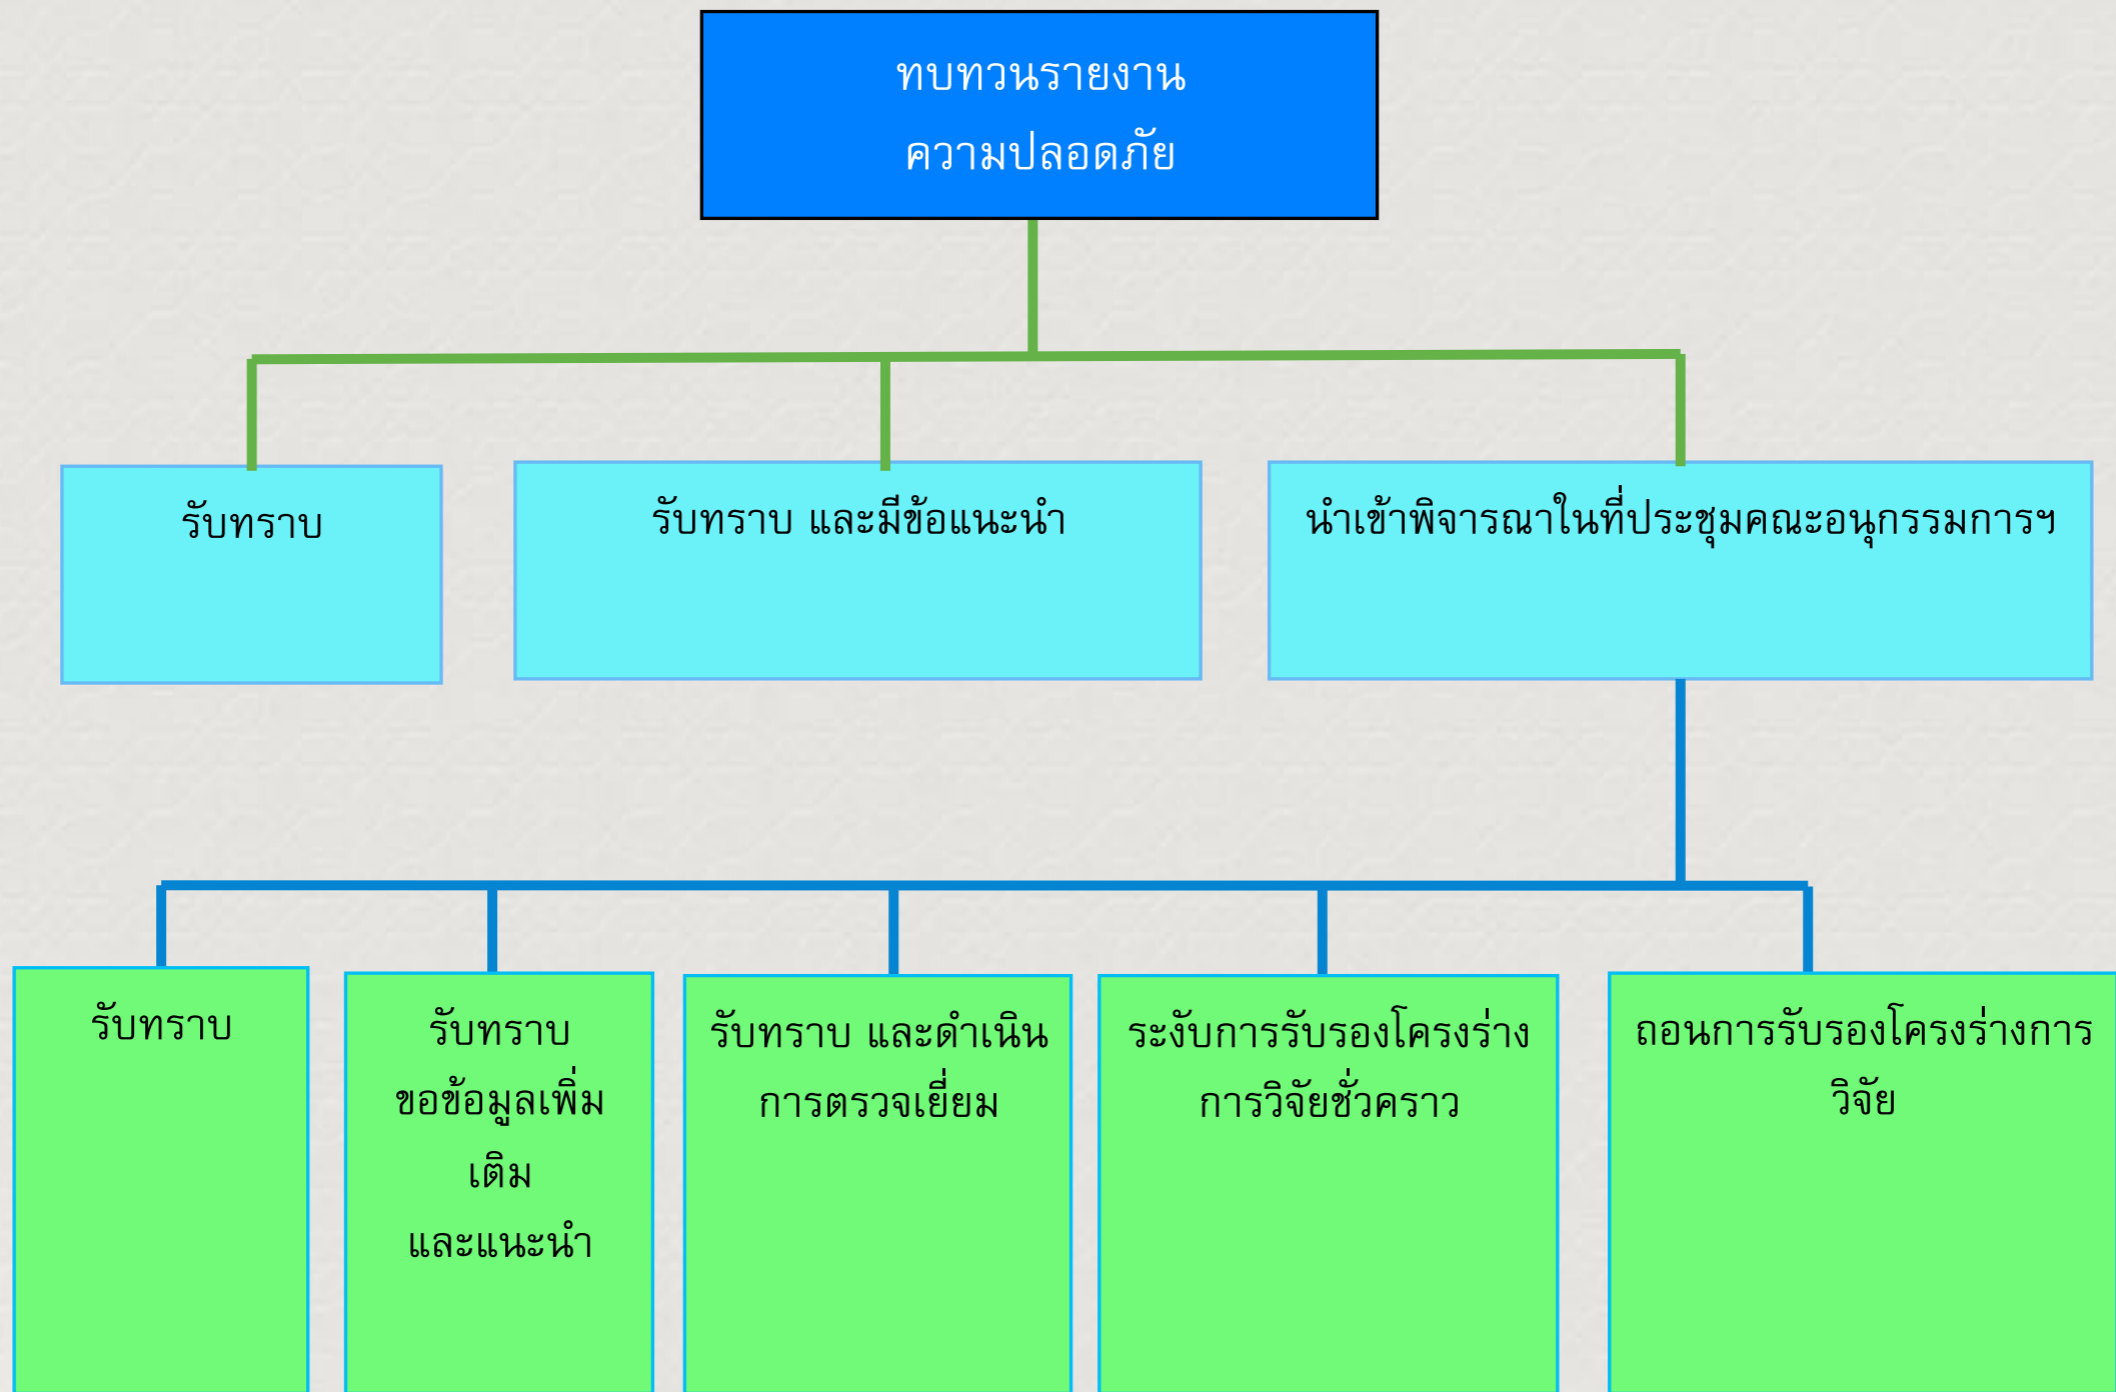 ทบทวนรายงาน
ความปลอดภัย
รับทราบ
รับทราบ และมีข้อแนะนำ
นำเข้าพิจารณาในที่ประชุมคณะอนุกรรมการฯ
รับทราบ
รับทราบ
ขอข้อมูลเพิ่ม
เติม
และแนะนำ
รับทราบ และดำเนิน
การตรวจเยี่ยม
ระงับการรับรองโครงร่าง
การวิจัยชั่วคราว
ถอนการรับรองโครงร่างการ
วิจัย